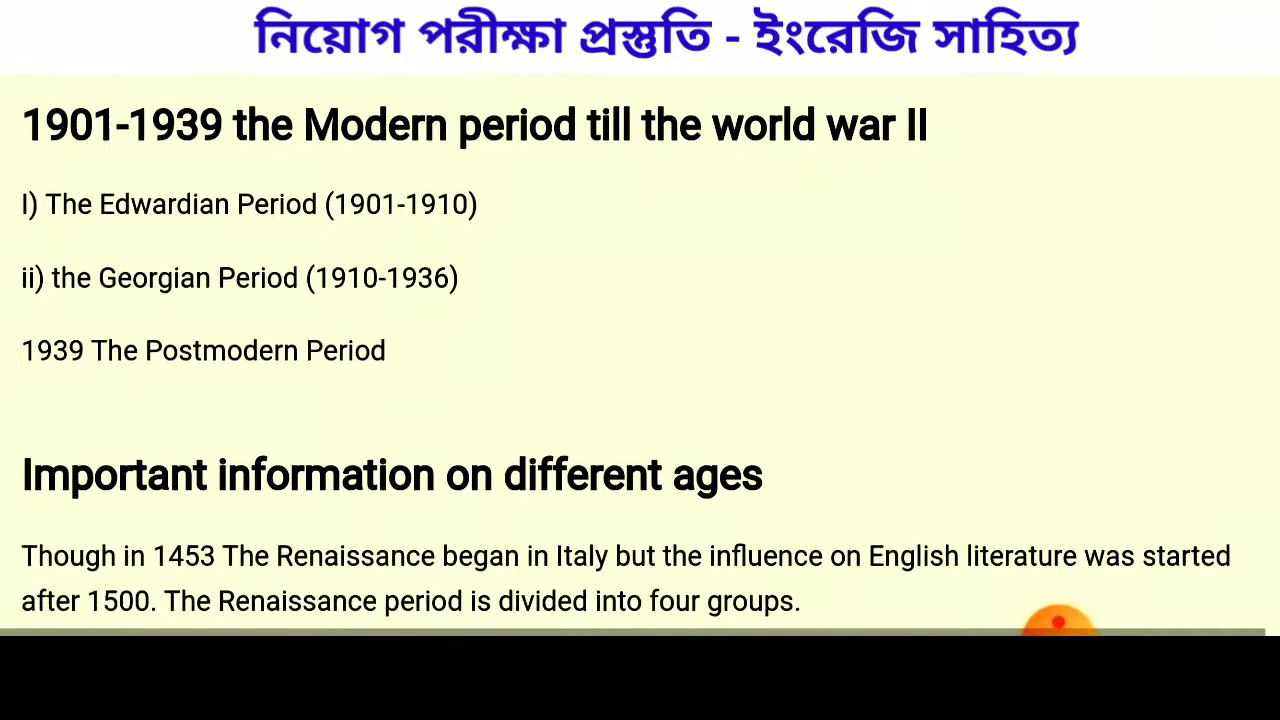 নিয়োগ পরীক্ষা প্রস্তুতি - ইংরেজি সাহিত্য
1901-1939 the Modern period till the world war II
I) The Edwardian Period (1901-1910)
ii) the Georgian Period (1910-1936)
1939 The Postmodern Period
Important information on different ages
Though in 1453 The Renaissance began in Italy but the influence on English literature was started
after 1500. The Renaissance period is divided into four groups.